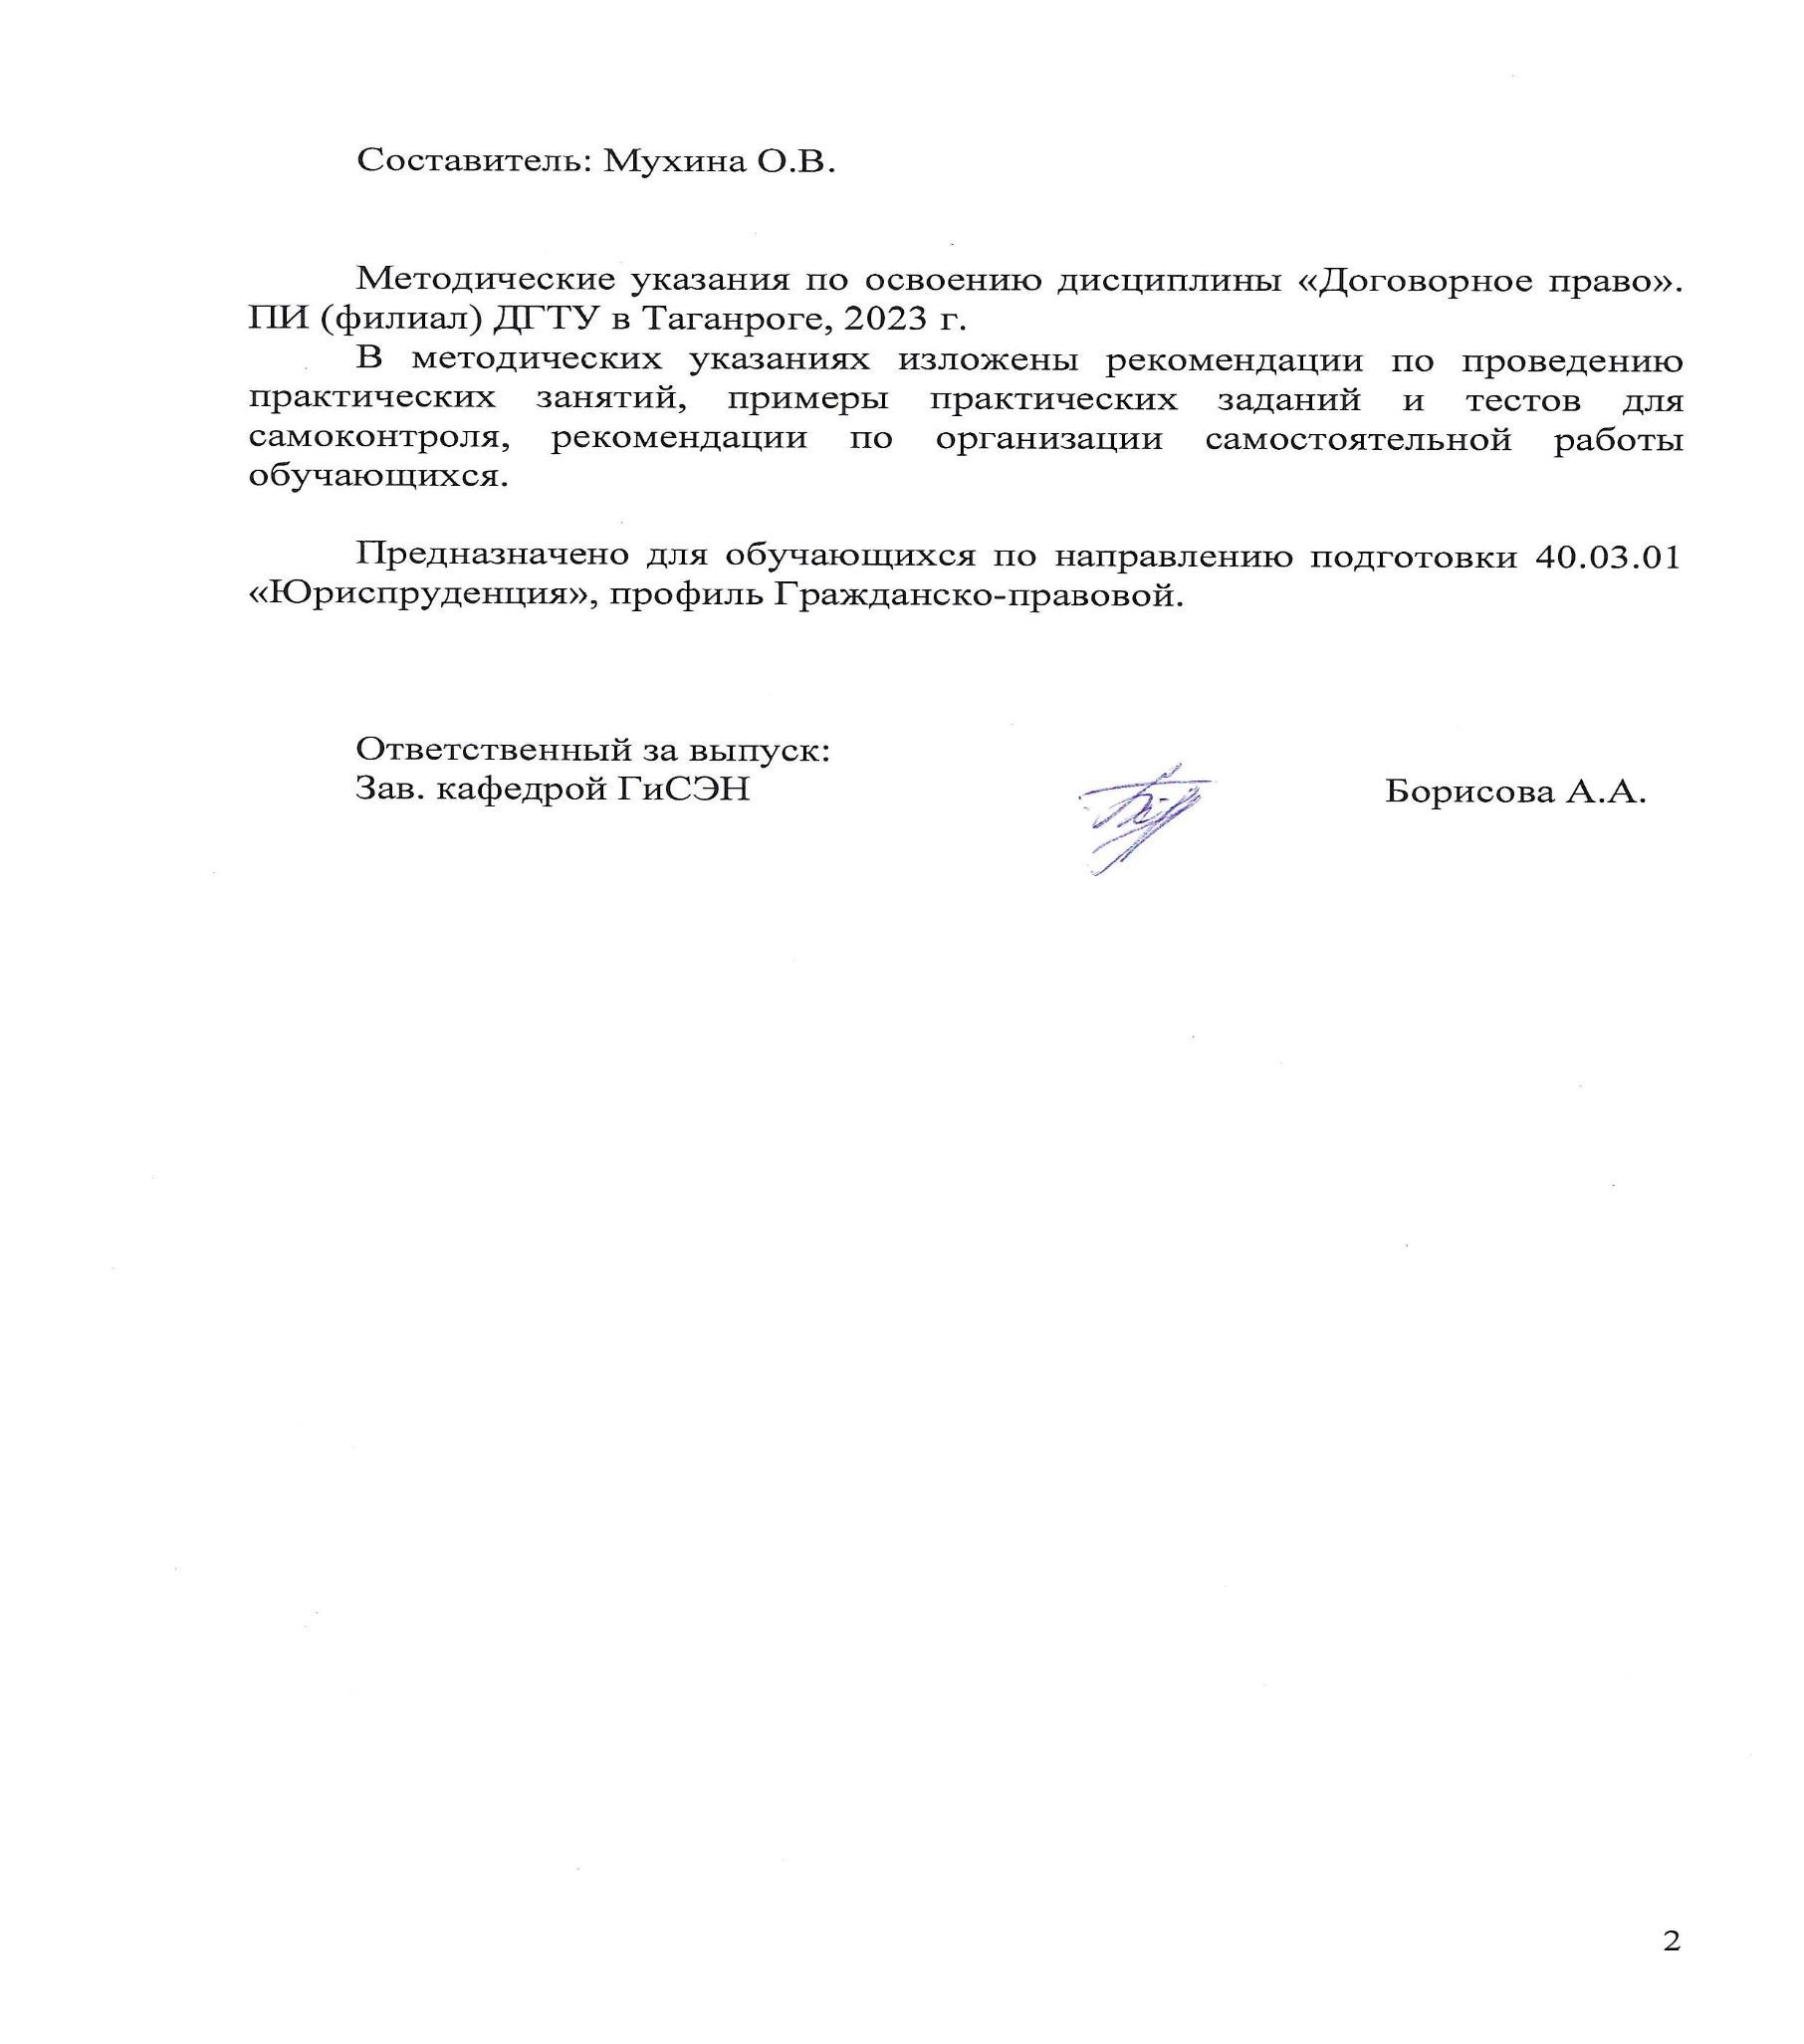 Составитель: Мухина О.В.
Методические указания по освоению дисциплины «Договорное право».
ПИ (филиал) ДГТУ в Таганроге, 2023 г.
В методических указаниях изложены рекомендации по проведению
практических занятий, примеры практических заданий и тестов для
самоконтроля, рекомендации по организации самостоятельной работы
обучающихся.
Предназначено для обучающихся по направлению подготовки 40.03.01
«Юриспруденция», профиль Гражданско-правовой.
Ответственный за выпуск:
Зав. кафедрой ГиСЭН Борисова А.А.
2